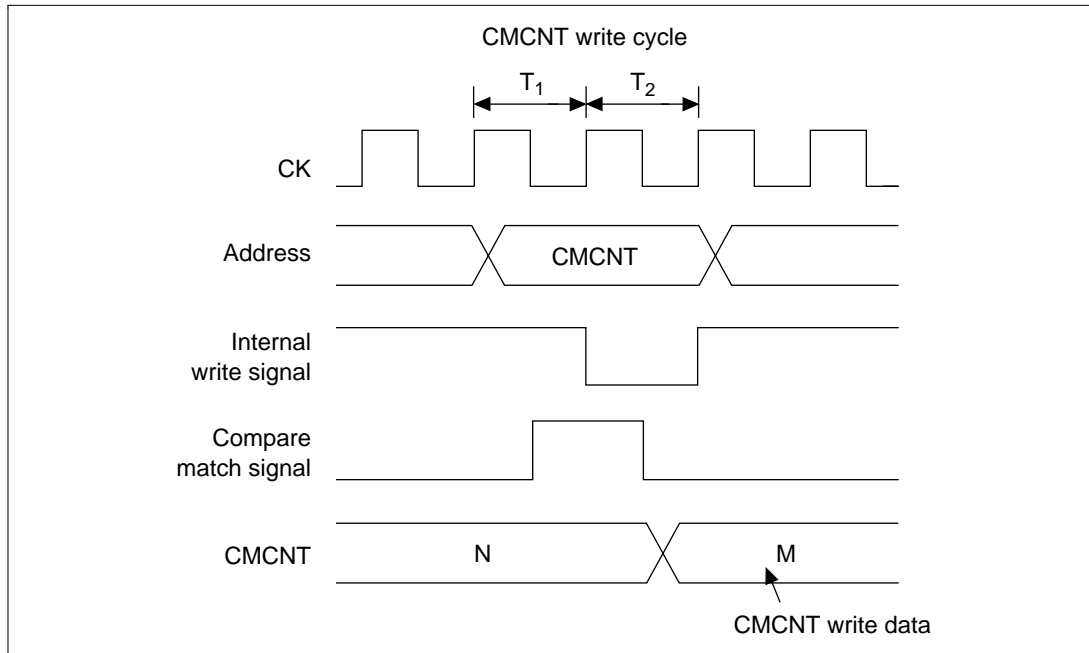 CMCNT write cycle
T1 T2
CK
Address
CMCNT
Internal
write signal
Compare
match signal
CMCNT
N M
CMCNT write data